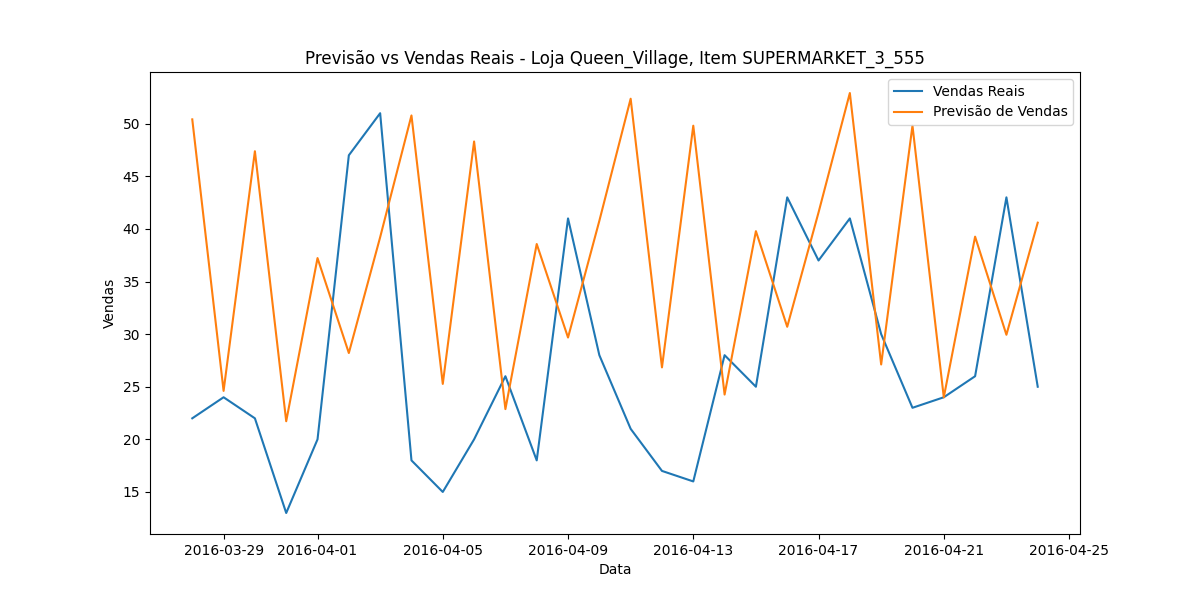 Previsão vs Vendas Reais - Loja Queen_Village, Item SUPERMARKET_3_555
Vendas Reais
Previsão de Vendas
Vendas
50
45
40
35
30
25
20
15
2016-03-29 2016-04-01 2016-04-05 2016-04-09 2016-04-13 2016-04-17 2016-04-21 2016-04-25
Data